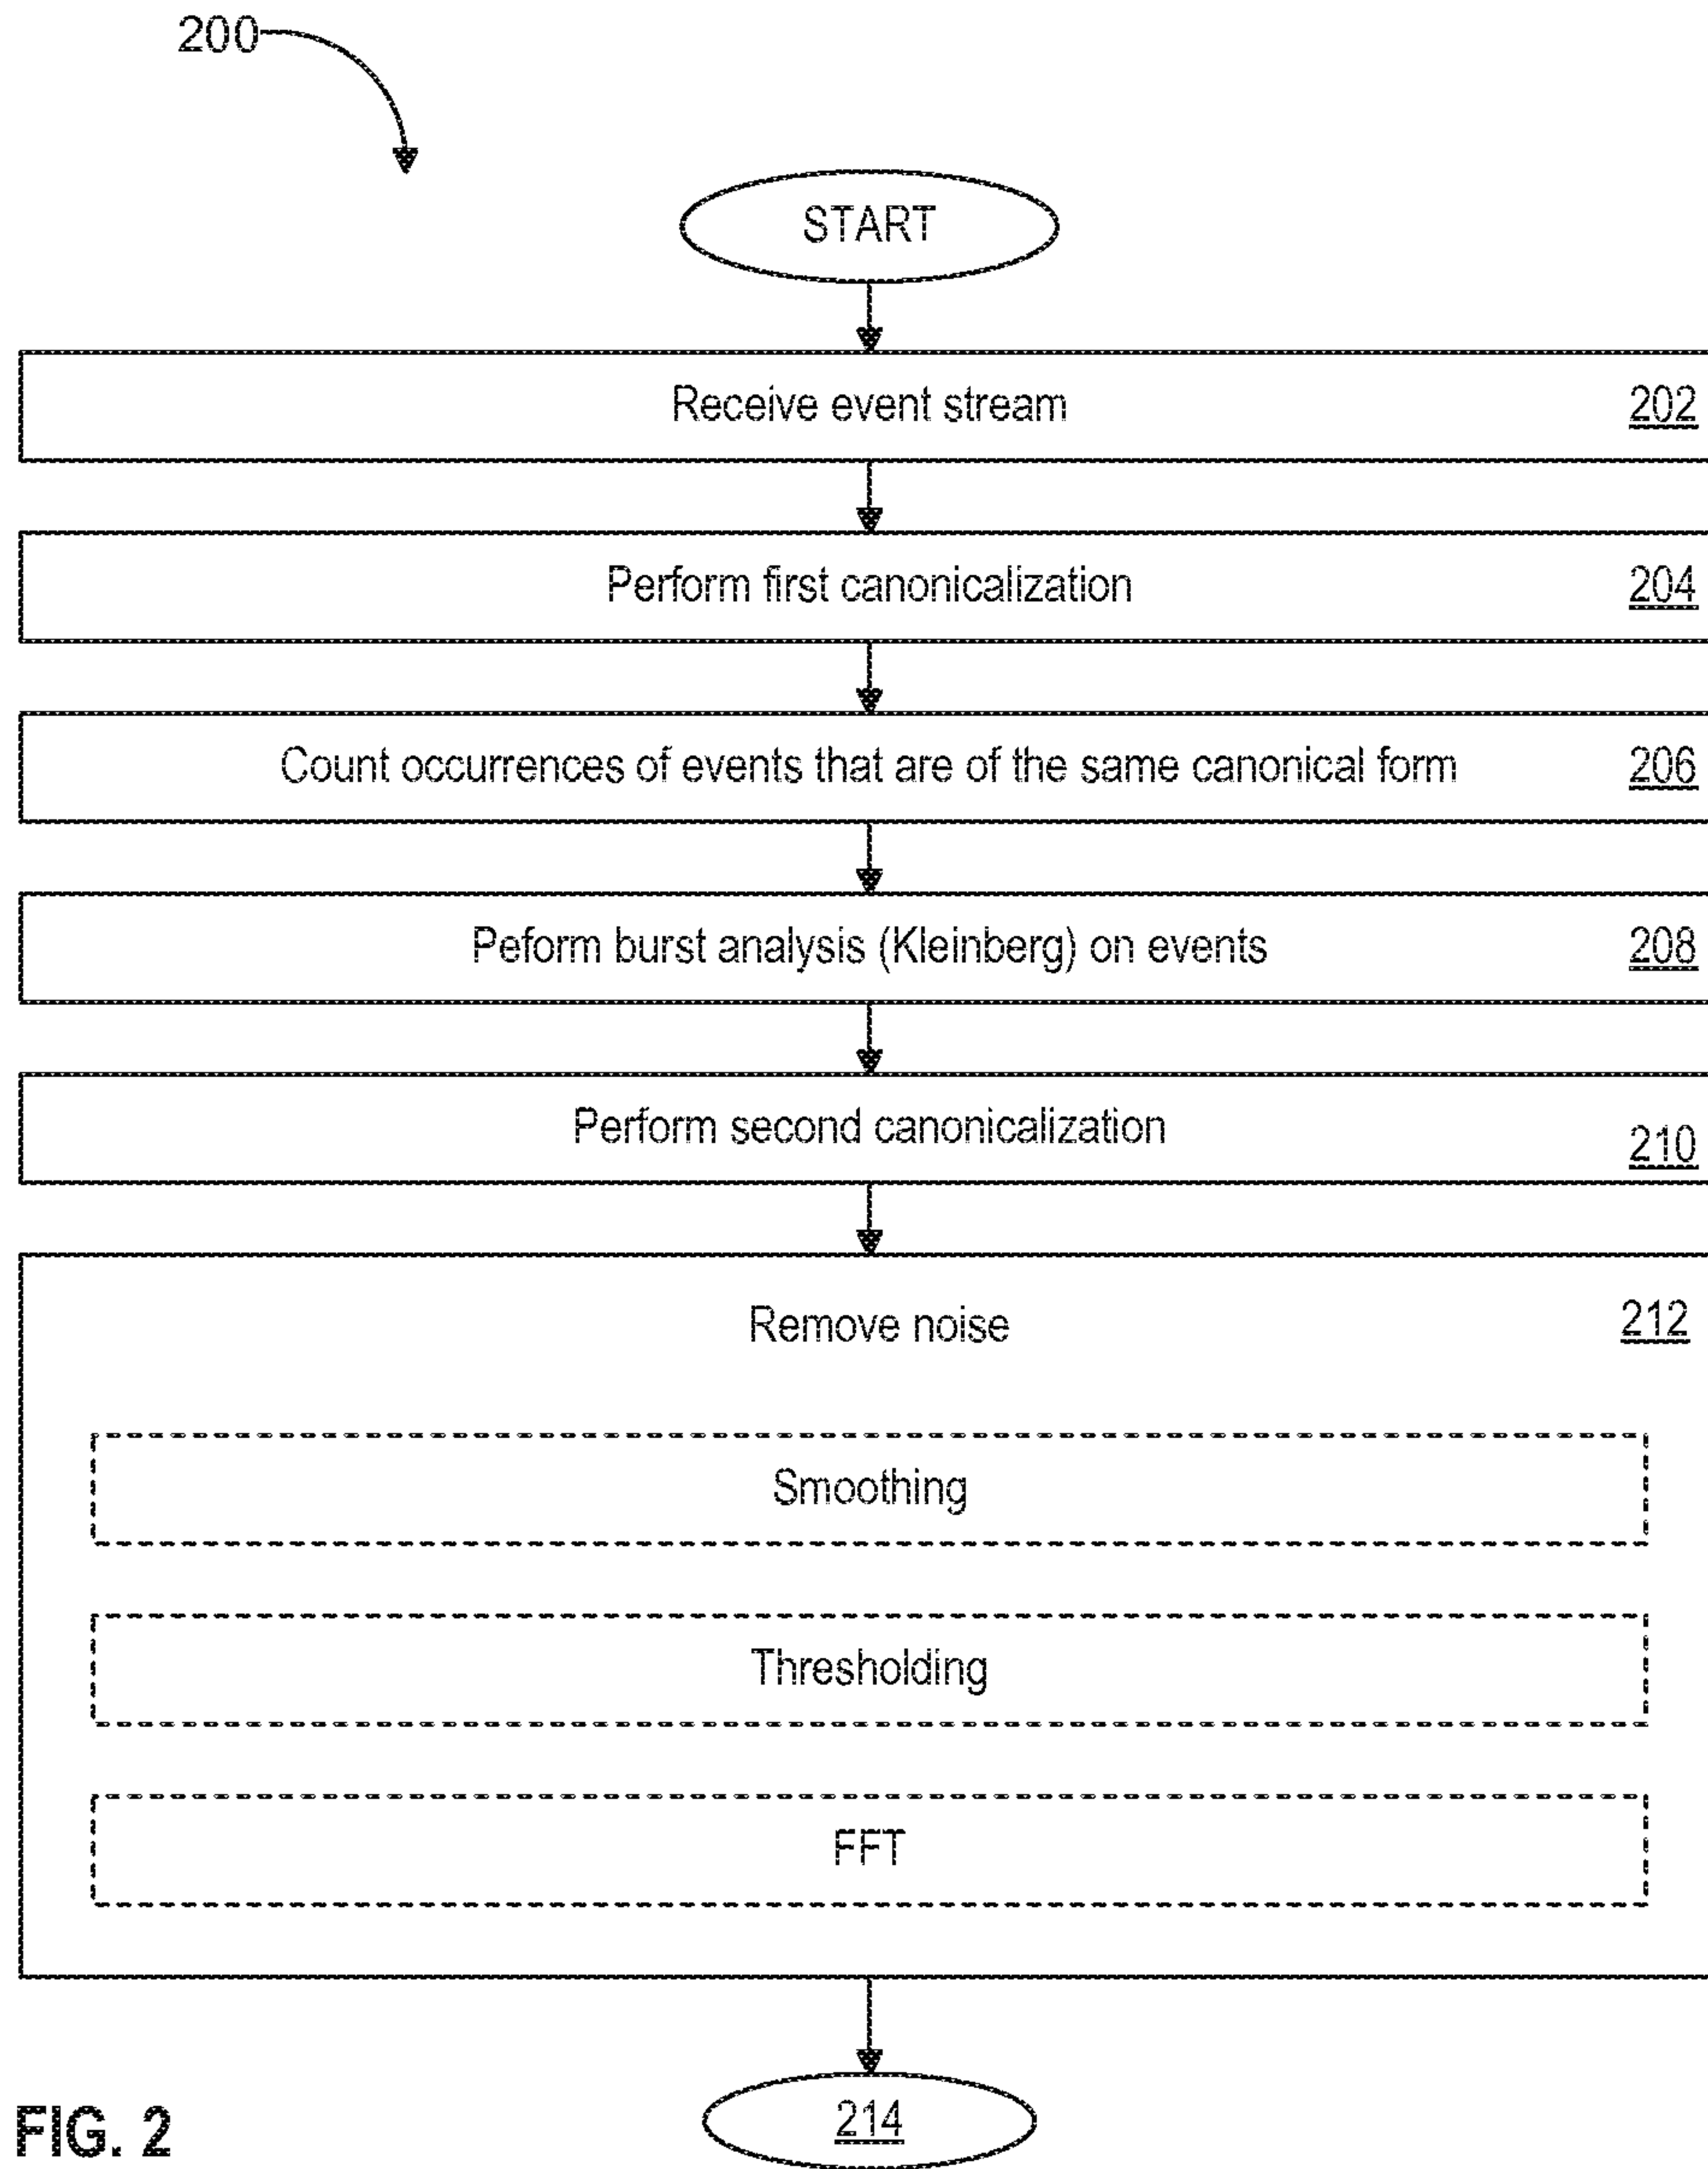 200
START
Receive event stream 202
Perform first canonicalization 204
Count occurrences of events that are of the same canonical form 206
Peform burst analysis (Kleinberg) on events 208
Perform second canonicalization 210
Remove noise 212
Smoothing
Thresholding
FFT
214
FIG. 2